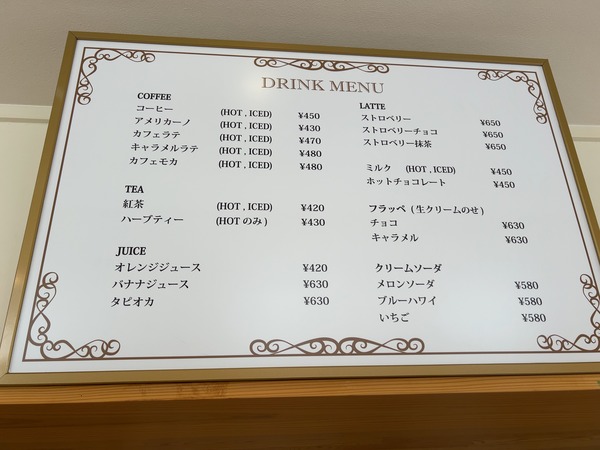 DRINK MENU
COFFEE
コーヒー (HOT , ICED) ¥450
アメリカーノ (HOT , ICED) ¥430
カフェラテ (HOT , ICED) ¥470
キャラメルラテ (HOT , ICED) ¥480
カフェモカ (HOT , ICED) ¥480
TEA
紅茶 (HOT , ICED) ¥420
ハーブティー (HOT のみ) ¥430
JUICE
オレンジジュース ¥420
バナナジュース ¥630
タピオカ ¥630
LATTE
ストロベリー ¥650
ストロベリーチョコ ¥650
ストロベリー抹茶 ¥650
ミルク (HOT , ICED) ¥450
ホットチョコレート ¥450
フラッペ (生クリームのせ)
チョコ ¥630
キャラメル ¥630
クリームソーダ
メロンソーダ ¥580
ブルーハワイ ¥580
いちご ¥580